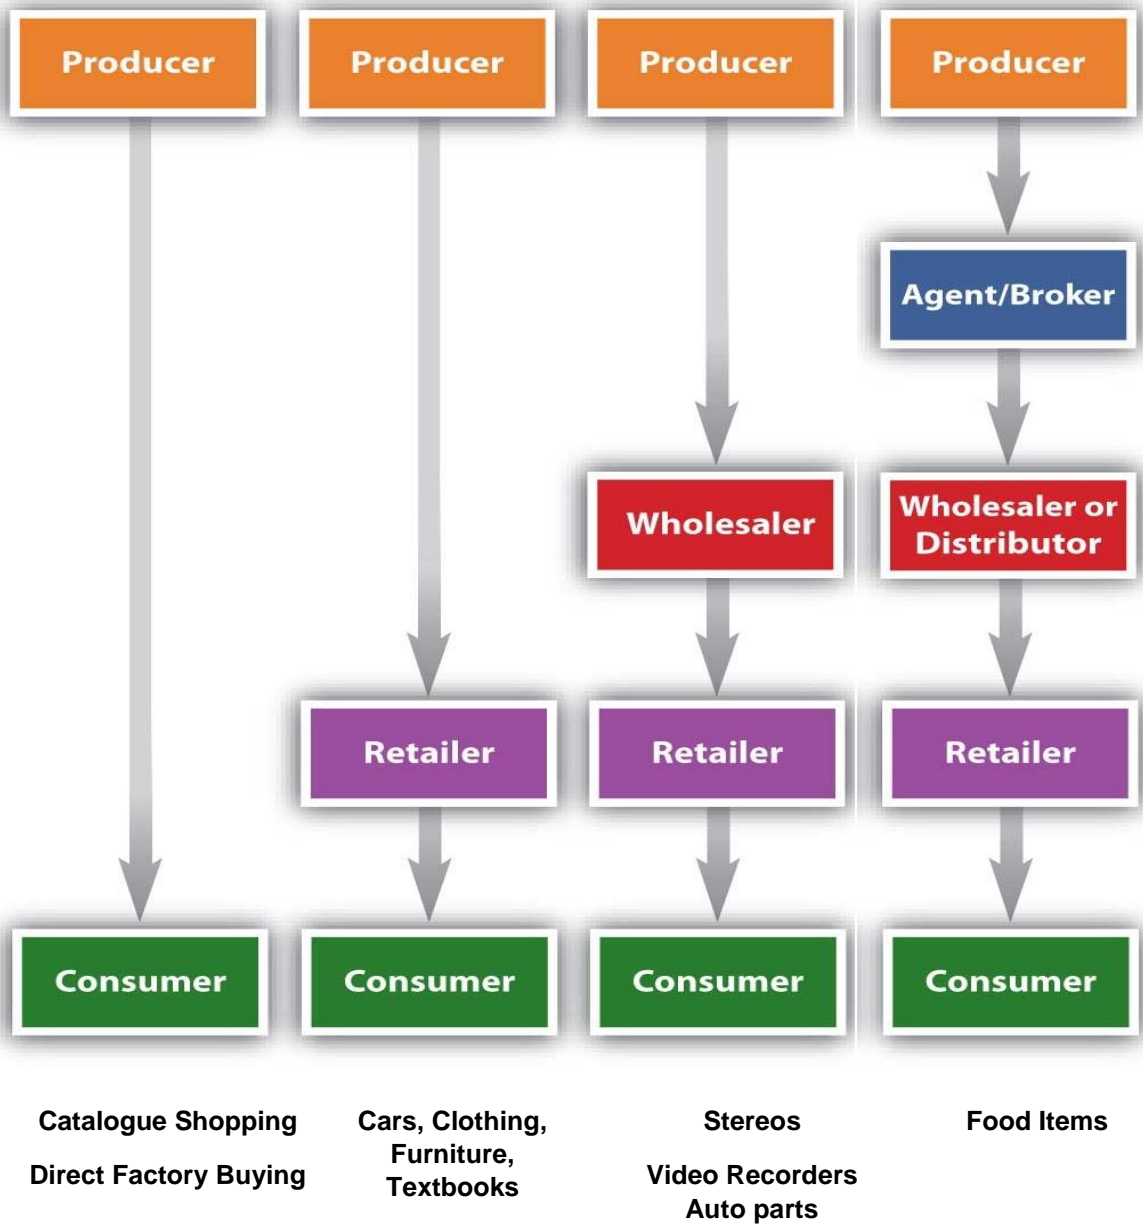 Producer
Producer
Producer
Producer
Agent/Broker
Wholesaler
Wholesaler or
Distributor
Retailer
Retailer
Retailer
Consumer
Consumer
Consumer
Consumer
Catalogue Shopping
Direct Factory Buying
Cars, Clothing,
Furniture,
Textbooks
Stereos
Video Recorders
Auto parts
Food Items